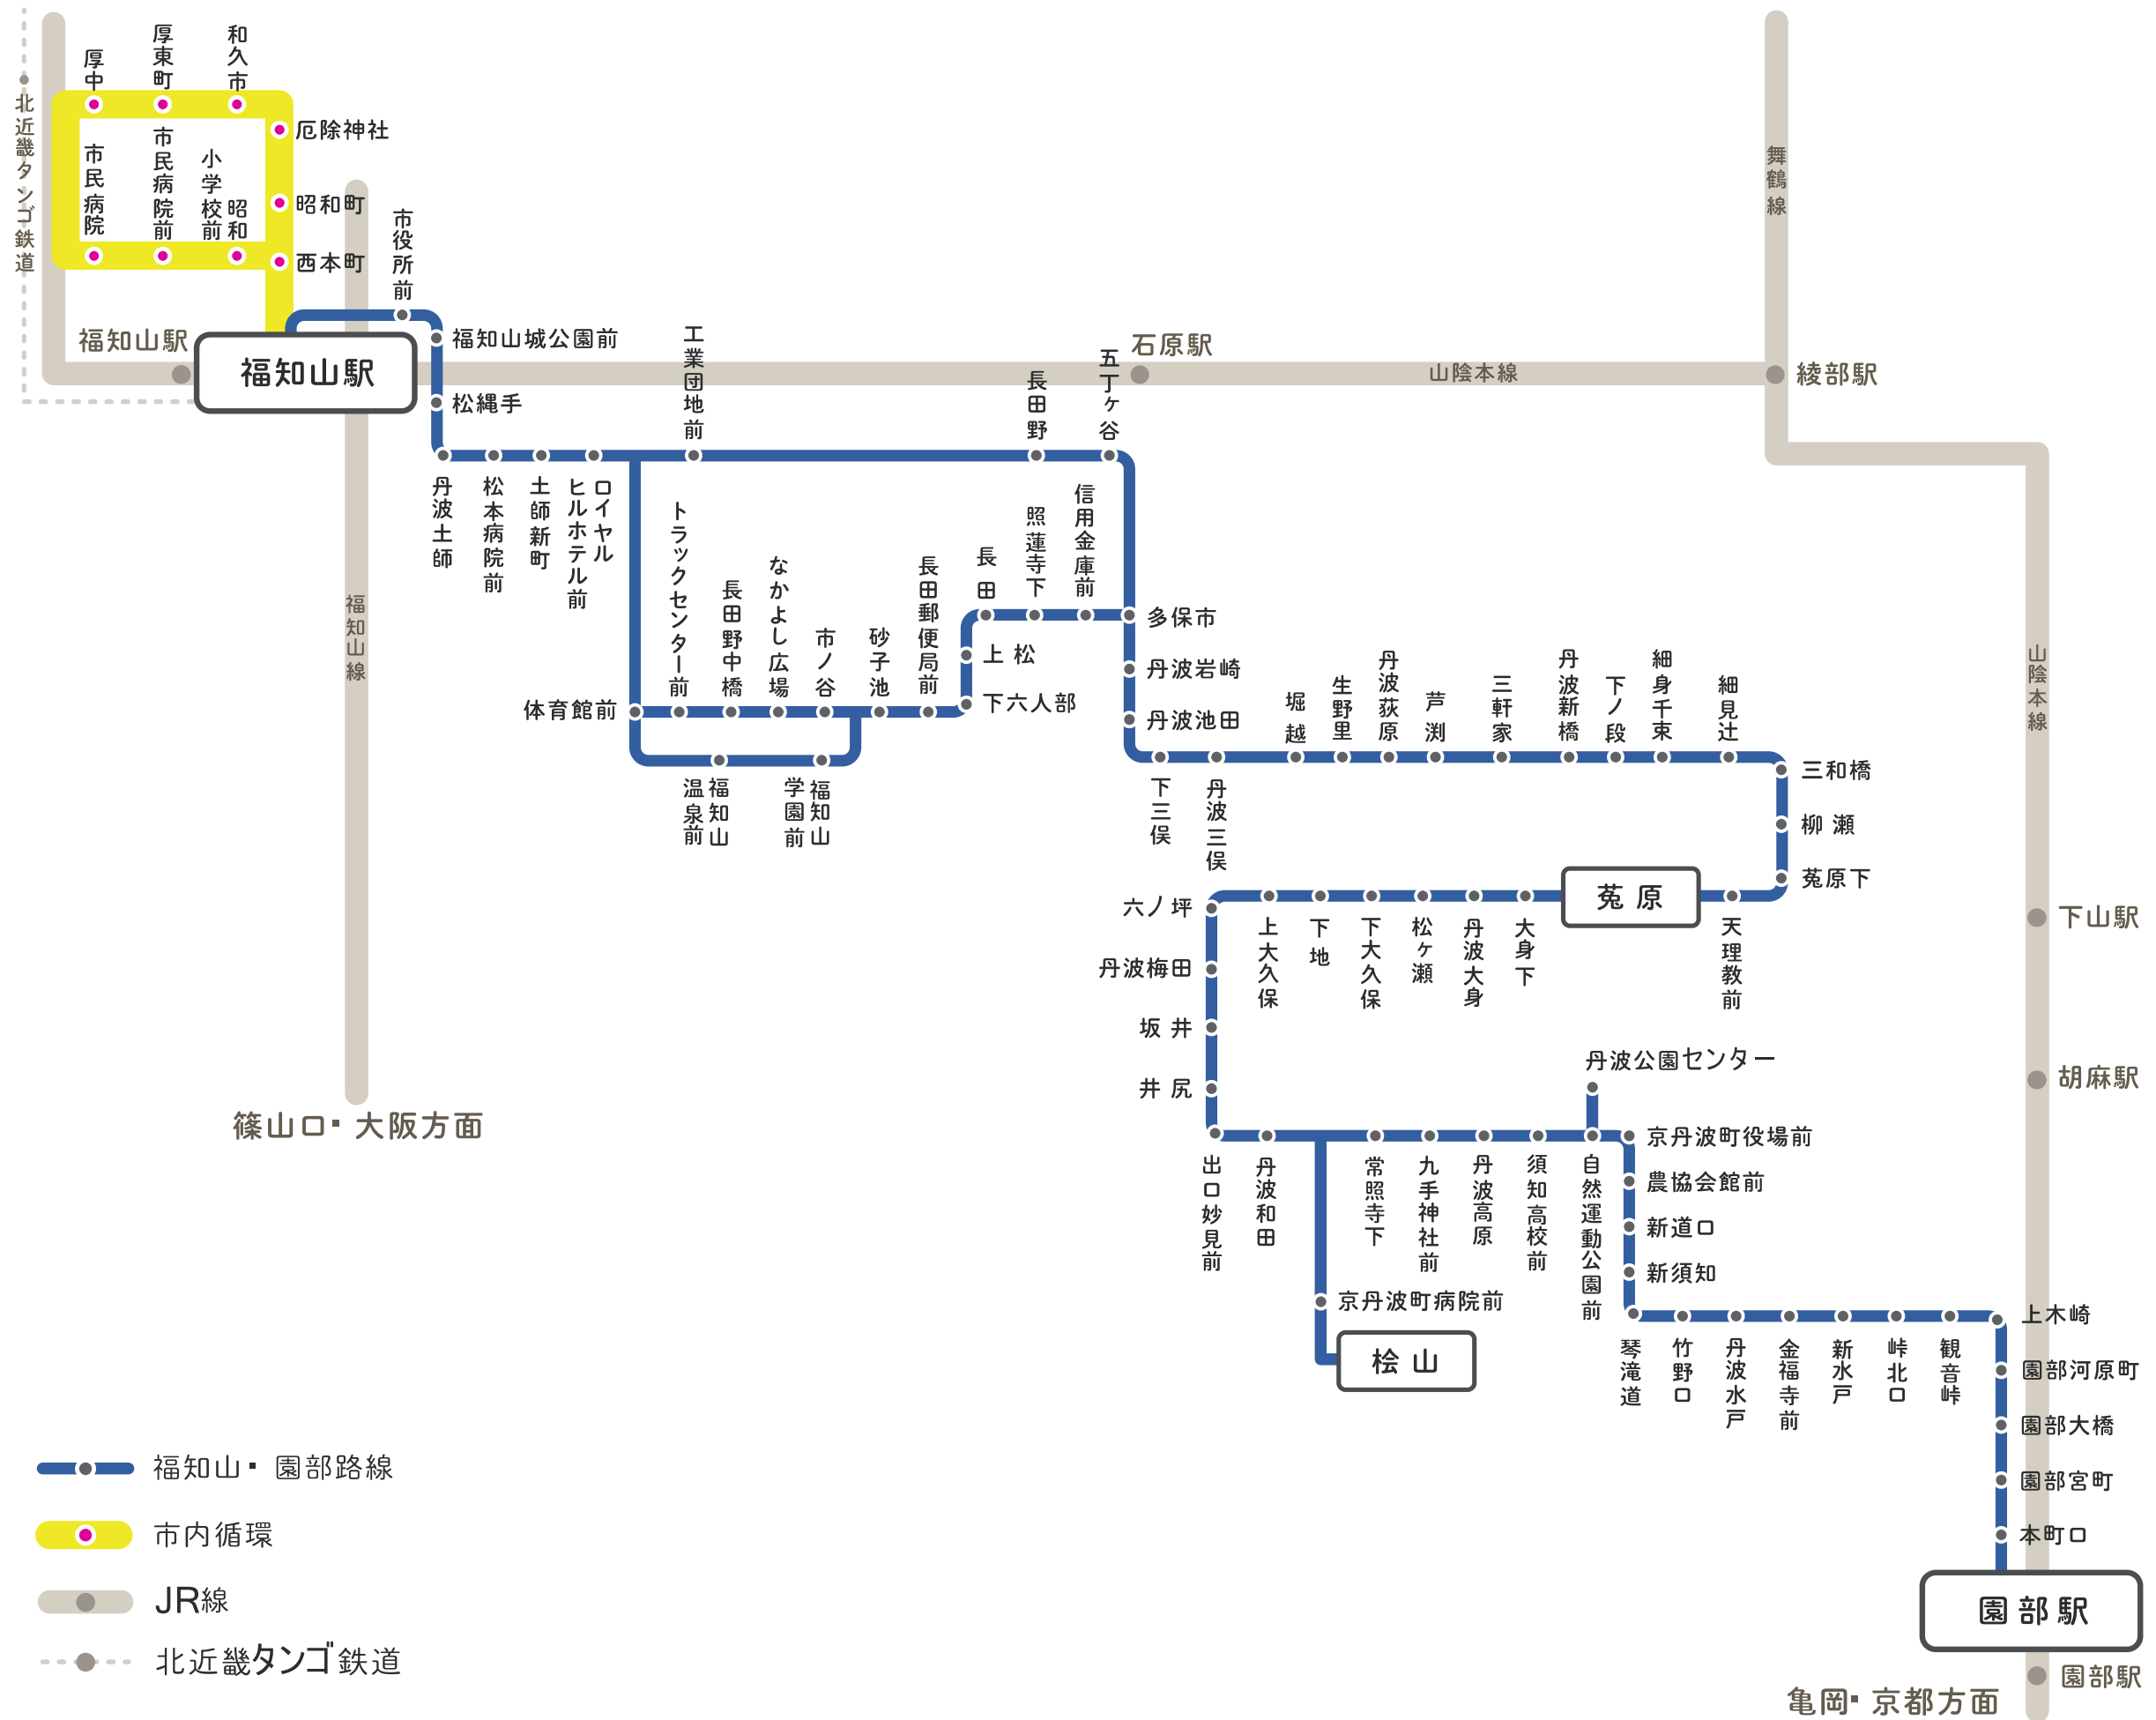 厚中
厚東町
和久市
北近畿タンゴ鉄道
市民病院
市民病院前
昭和
小学校前
厄除神社
昭和町
西本町
市役所前
福知山駅
福知山駅
福知山城公園前
松縄手
工業団地前
長田野
五丁ヶ谷
石原駅
山陰本線
綾部駅
舞鶴線
丹波土師
松本病院前
土師新町
ロイヤル
ヒルホテル前
福知山線
篠山口・大阪方面
体育館前
トラックセンター前
長田野中橋
なかよし広場
市ノ谷
砂子池
長田郵便局前
長田
照蓮寺下
信用金庫前
上松
下六人部
福知山
温泉前
福知山
学園前
多保市
丹波岩崎
丹波池田
下三俣
丹波三俣
堀越
生野里
丹波荻原
芦渕
三軒家
丹波新橋
下ノ段
細身千束
細見辻
三和橋
柳瀬
菟原下
天理教前
菟原
大身下
丹波大身
松ヶ瀬
下大久保
下地
上大久保
六ノ坪
丹波梅田
坂井
井尻
出口妙見前
丹波和田
京丹波町病院前
桧山
常照寺下
九手神社前
丹波高原
須知高校前
自然運動公園前
丹波公園センター
京丹波町役場前
農協会館前
新道口
新須知
琴滝道
竹野口
丹波水戸
金福寺前
新水戸
峠北口
観音峠
上木崎
園部河原町
園部大橋
園部宮町
本町口
園部駅
園部駅
山陰本線
下山駅
胡麻駅
亀岡・京都方面
福知山・園部路線
市内循環
JR線
北近畿タンゴ鉄道